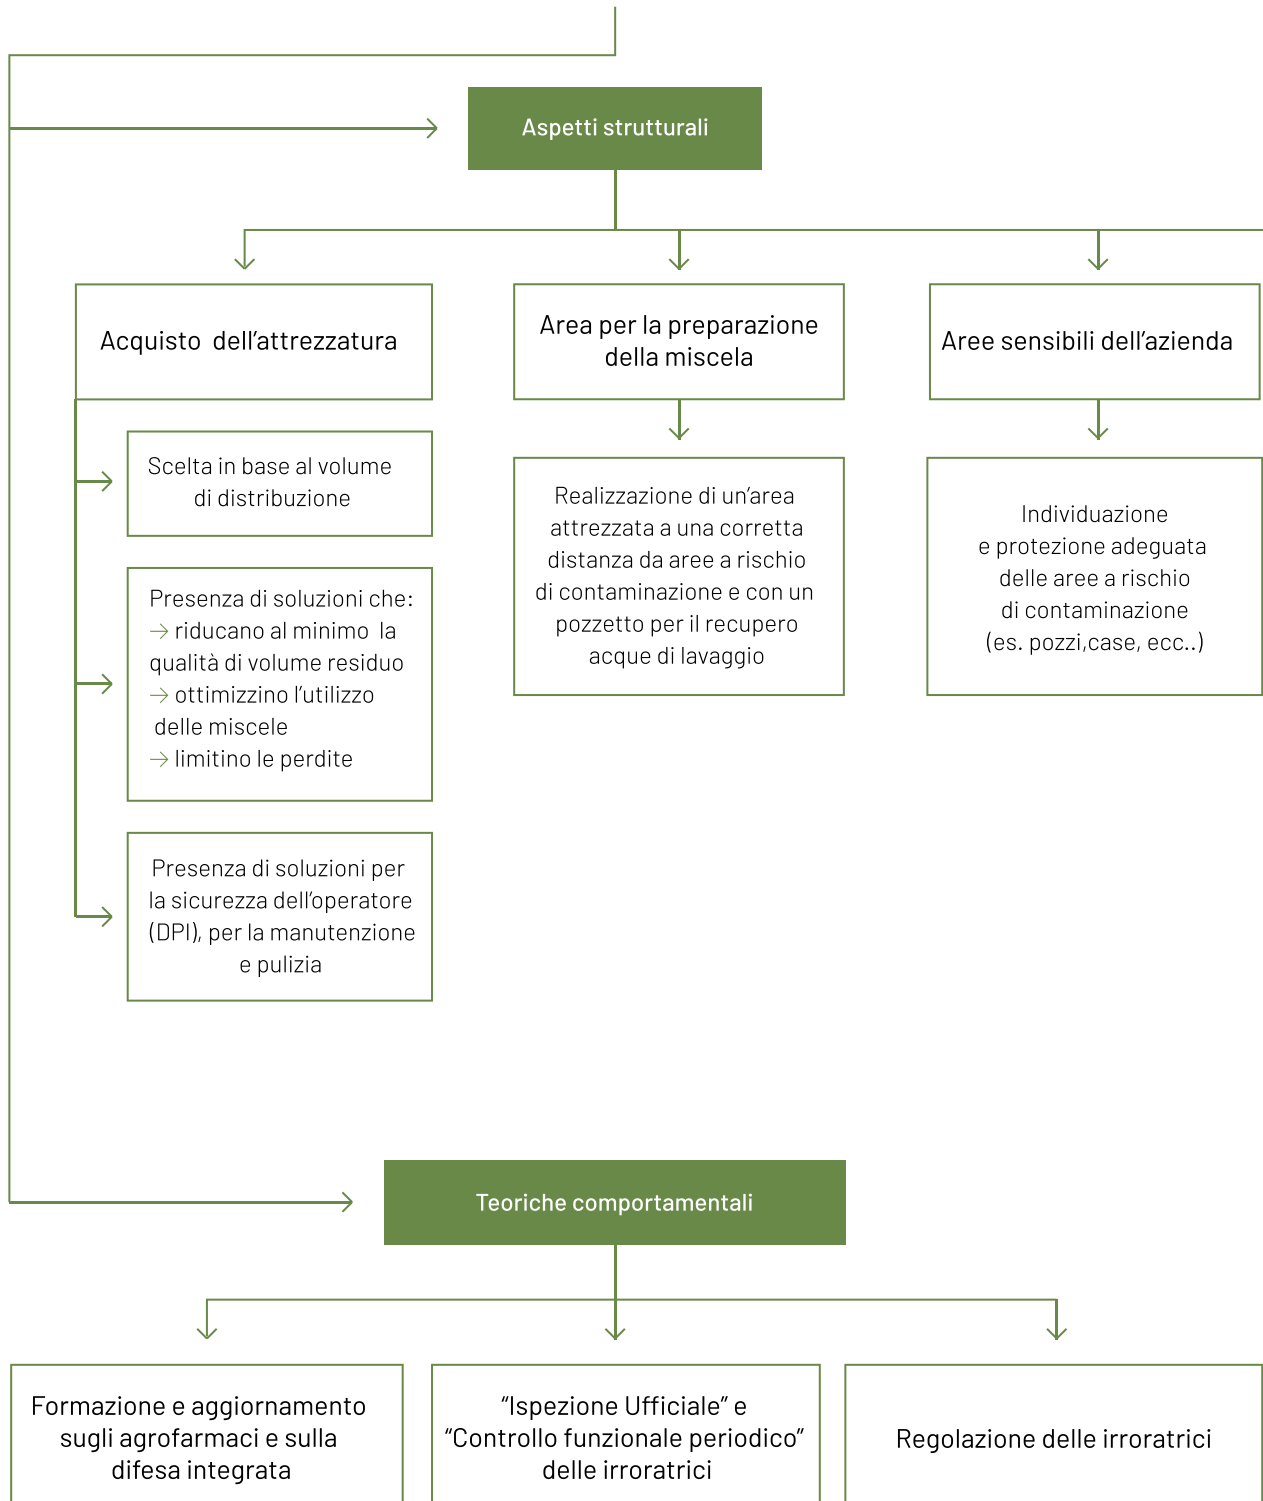 Aspetti strutturali
Acquisto  dell’attrezzatura
Scelta in base al volume
di distribuzione
Presenza di soluzioni che:
→ riducano al minimo  la
qualità di volume residuo
→ ottimizzino l’utilizzo
delle miscele
→ limitino le perdite
Presenza di soluzioni per
la sicurezza dell’operatore
(DPI), per la manutenzione
e pulizia
Area per la preparazione
della miscela
Realizzazione di un’area
attrezzata a una corretta
distanza da aree a rischio
di contaminazione e con un
pozzetto per il recupero
acque di lavaggio
Aree sensibili dell’azienda
Individuazione
e protezione adeguata
delle aree a rischio
di contaminazione
(es. pozzi,case, ecc..)
Teoriche comportamentali
Formazione e aggiornamento
sugli agrofarmaci e sulla
difesa integrata
“Ispezione Ufficiale” e
“Controllo funzionale periodico”
delle irroratrici
Regolazione delle irroratrici